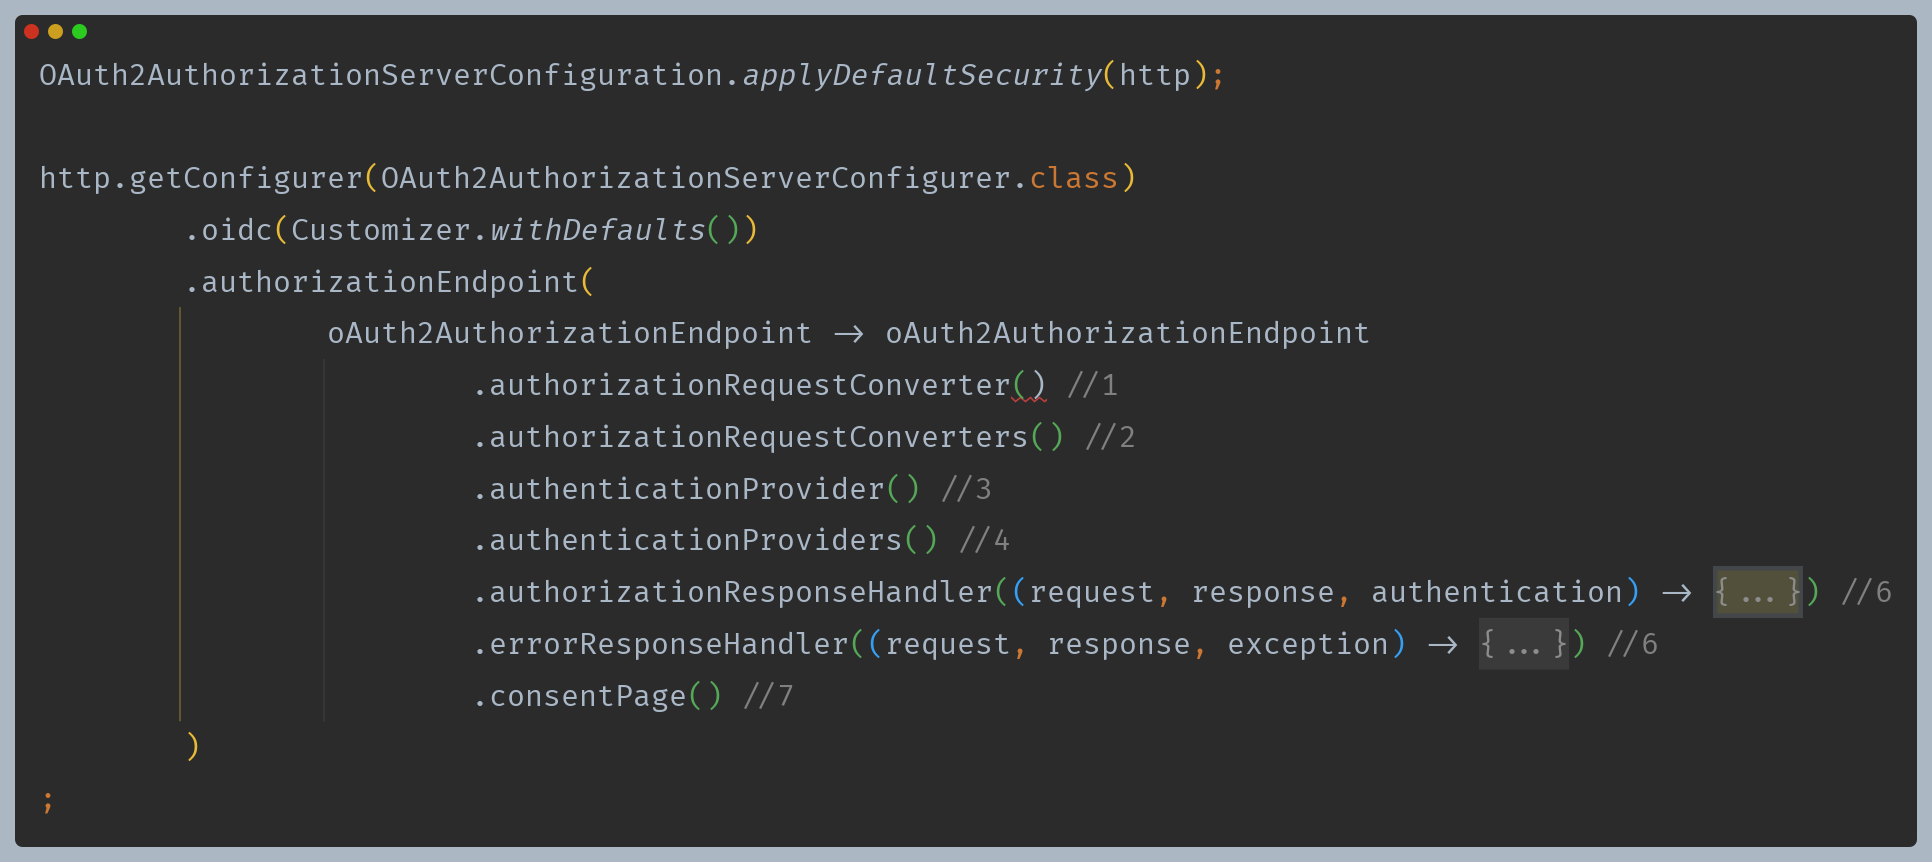 OAuth2AuthorizationServerConfiguration.applyDefaultSecurity(http);
http.getConfigurer(OAuth2AuthorizationServerConfigurer.class)
.oidc(Customizer.withDefaults())
.authorizationEndpoint(
oAuth2AuthorizationEndpoint -> oAuth2AuthorizationEndpoint
.authorizationRequestConverter() //1
.authorizationRequestConverters() //2
.authenticationProvider() //3
.authenticationProviders() //4
.authorizationResponseHandler((request, response, authentication) -> {...}) //6
.errorResponseHandler((request, response, exception) -> {...}) //6
.consentPage() //7
)
;